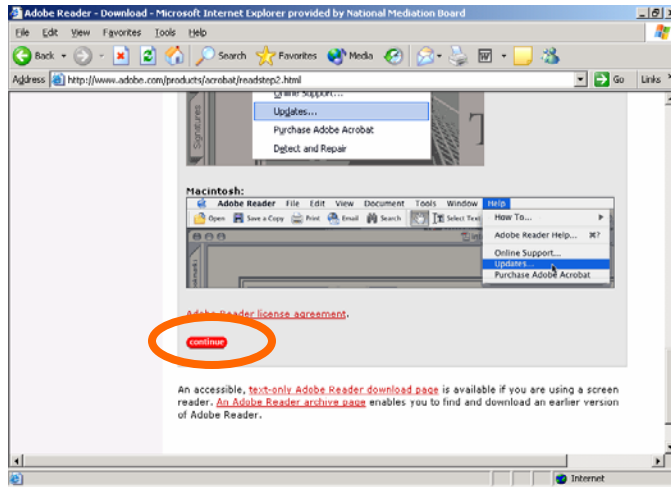 Adobe Reader - Download - Microsoft Internet Explorer provided by National Mediation Board
File Edit View Favorites Tools Help
Back Search Favorites Media
Address http://www.adobe.com/products/acrobat/readstep2.html Go Links
Online Support...
Updates...
Purchase Adobe Acrobat
Detect and Repair
Signatures
Macintosh:
Adobe Reader File Edit View Document Tools Window Help
Open Save a Copy Print Email Search Select Text
How To...
Adobe Reader Help... ⌘?
Online Support...
Updates...
Purchase Adobe Acrobat
Adobe Reader license agreement.
continue
An accessible, text-only Adobe Reader download page is available if you are using a screen
reader. An Adobe Reader archive page enables you to find and download an earlier version
of Adobe Reader.
Internet